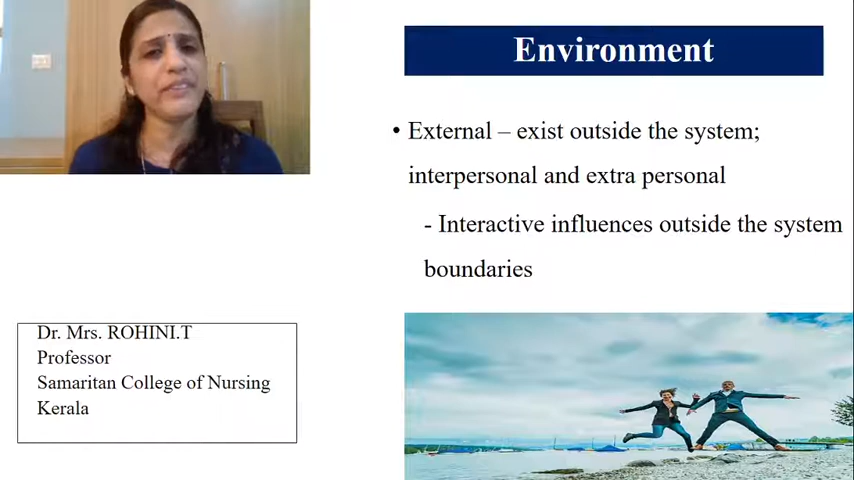 Environment
• External – exist outside the system;
interpersonal and extra personal
- Interactive influences outside the system
boundaries
Dr. Mrs. ROHINI.T
Professor
Samaritan College of Nursing
Kerala